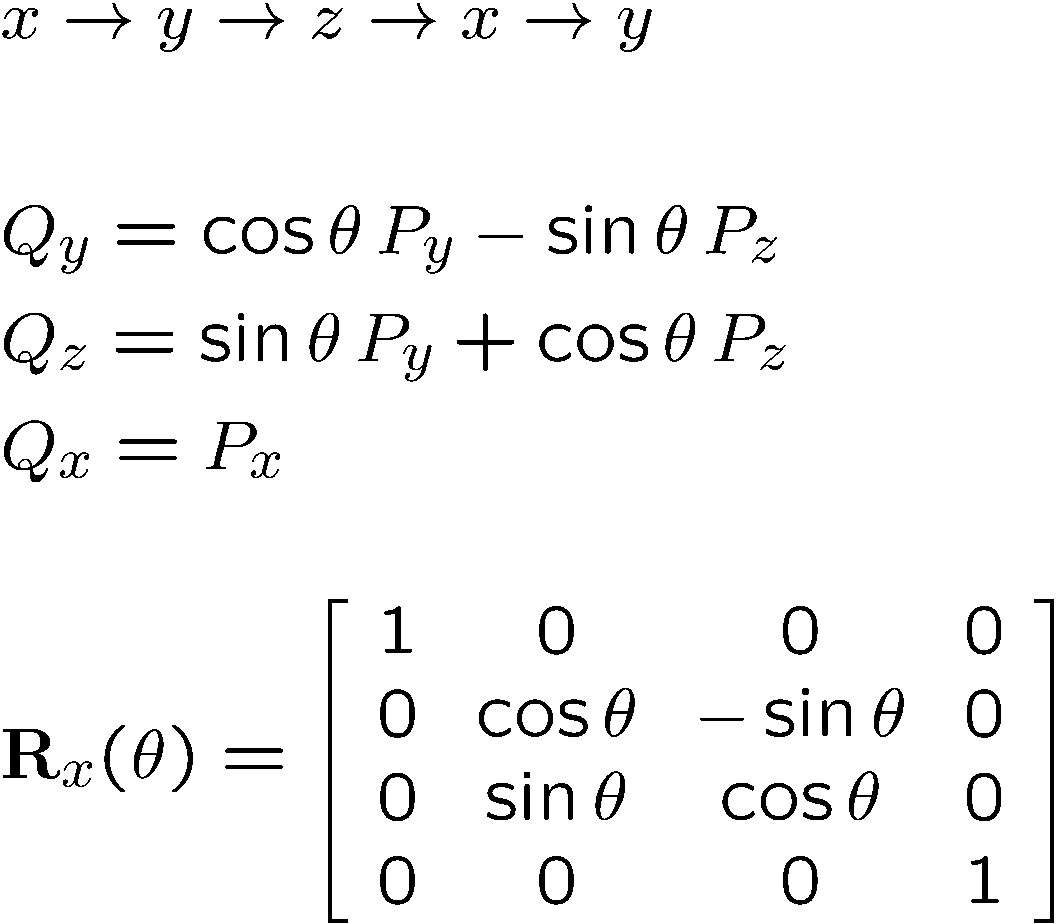 x → y → z → x → y
Q_y = cos θ P_y − sin θ P_z
Q_z = sin θ P_y + cos θ P_z
Q_x = P_x
R_x(θ) =
1 0 0 0
0 cos θ − sin θ 0
0 sin θ cos θ 0
0 0 0 1